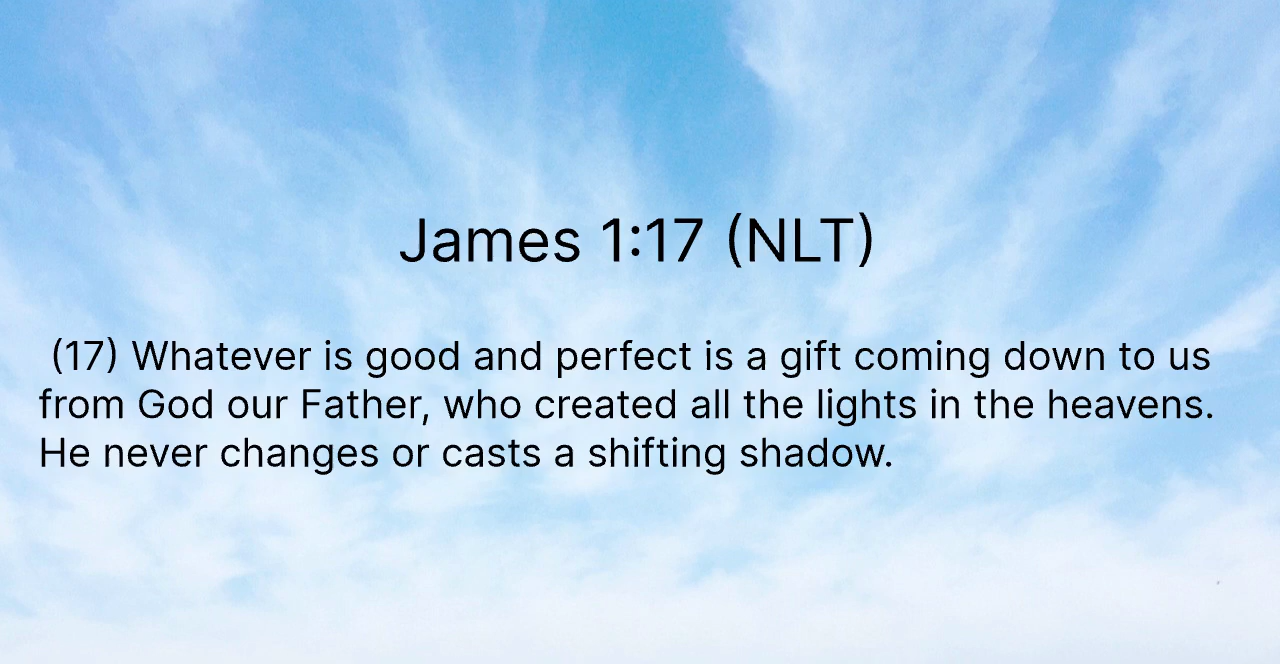 James 1:17 (NLT)
(17) Whatever is good and perfect is a gift coming down to us
from God our Father, who created all the lights in the heavens.
He never changes or casts a shifting shadow.